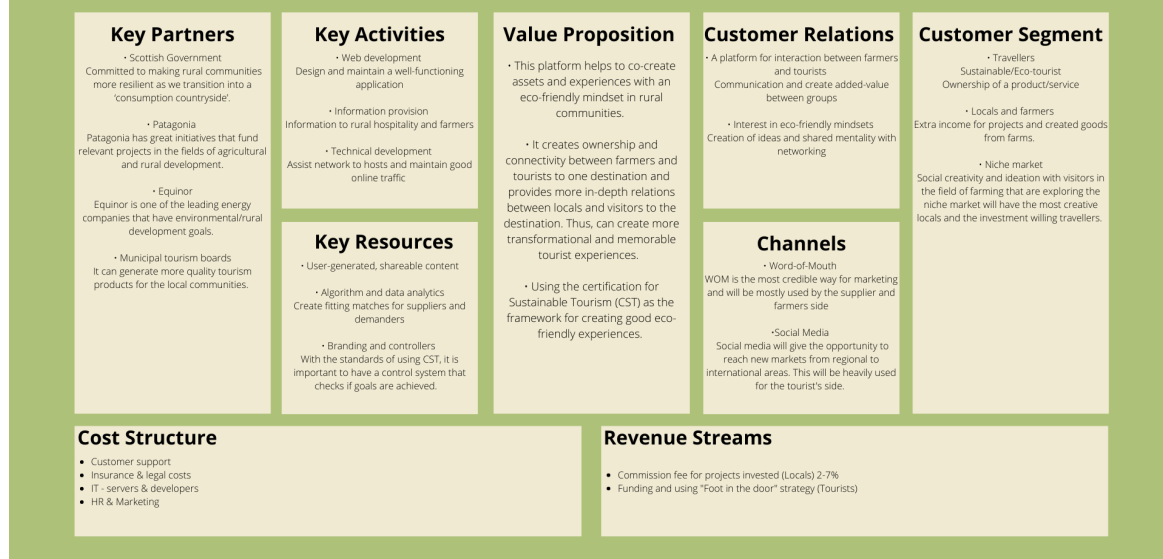 Key Partners
• Scottish Government
Committed to making rural communities
more resilient as we transition into a
'consumption countryside'.
• Patagonia
Patagonia has great initiatives that fund
relevant projects in the fields of agricultural
and rural development.
• Equinor
Equinor is one of the leading energy
companies that have environmental/rural
development goals.
• Municipal tourism boards
It can generate more quality tourism
products for the local communities.
Key Activities
• Web development
Design and maintain a well-functioning
application
• Information provision
Information to rural hospitality and farmers
• Technical development
Assist network to hosts and maintain good
online traffic
Key Resources
• User-generated, shareable content
• Algorithm and data analytics
Create fitting matches for suppliers and
demanders
• Branding and controllers
With the standards of using CST, it is
important to have a control system that
checks if goals are achieved.
Value Proposition
• This platform helps to co-create
assets and experiences with an
eco-friendly mindset in rural
communities.
• It creates ownership and
connectivity between farmers and
tourists to one destination and
provides more in-depth relations
between locals and visitors to the
destination. Thus, can create more
transformational and memorable
tourist experiences.
• Using the certification for
Sustainable Tourism (CST) as the
framework for creating good eco-
friendly experiences.
Customer Relations
• A platform for interaction between farmers
and tourists
Communication and create added-value
between groups
• Interest in eco-friendly mindsets
Creation of ideas and shared mentality with
networking
Channels
• Word-of-Mouth
WOM is the most credible way for marketing
and will be mostly used by the supplier and
farmers side
•Social Media
Social media will give the opportunity to
reach new markets from regional to
international areas. This will be heavily used
for the tourist's side.
Customer Segment
• Travellers
Sustainable/Eco-tourist
Ownership of a product/service
• Locals and farmers
Extra income for projects and created goods
from farms.
• Niche market
Social creativity and ideation with visitors in
the field of farming that are exploring the
niche market will have the most creative
locals and the investment willing travellers.
Cost Structure
• Customer support
• Insurance & legal costs
• IT - servers & developers
• HR & Marketing
Revenue Streams
• Commission fee for projects invested (Locals) 2-7%
• Funding and using "Foot in the door" strategy (Tourists)